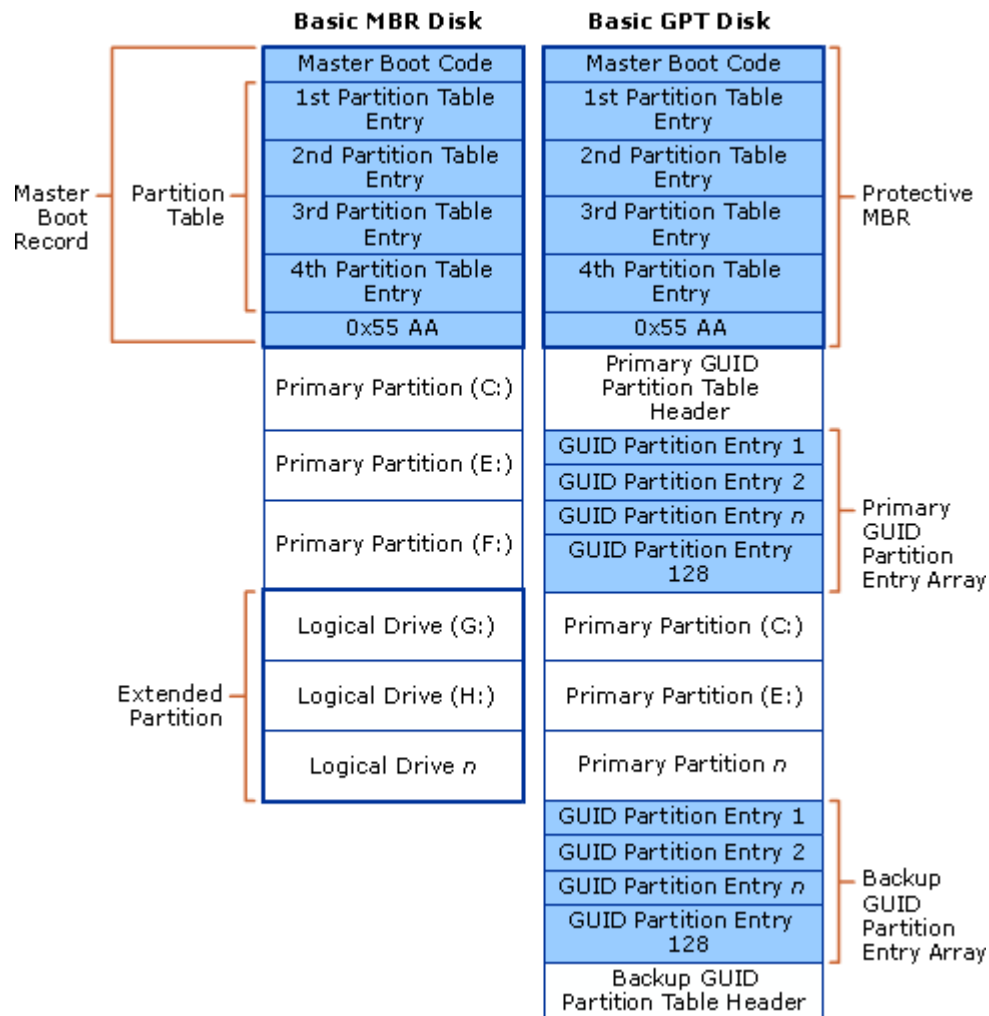 Basic MBR Disk
Basic GPT Disk
Master Boot Code
1st Partition Table
Entry
2nd Partition Table
Entry
3rd Partition Table
Entry
4th Partition Table
Entry
0x55 AA
Master
Boot
Record
Partition
Table
Primary Partition (C:)
Primary Partition (E:)
Primary Partition (F:)
Logical Drive (G:)
Logical Drive (H:)
Logical Drive n
Extended
Partition
Master Boot Code
1st Partition Table
Entry
2nd Partition Table
Entry
3rd Partition Table
Entry
4th Partition Table
Entry
0x55 AA
Protective
MBR
Primary GUID
Partition Table
Header
GUID Partition Entry 1
GUID Partition Entry 2
GUID Partition Entry n
GUID Partition Entry
128
Primary
GUID
Partition
Entry Array
Primary Partition (C:)
Primary Partition (E:)
Primary Partition n
GUID Partition Entry 1
GUID Partition Entry 2
GUID Partition Entry n
GUID Partition Entry
128
Backup
GUID
Partition
Entry Array
Backup GUID
Partition Table Header